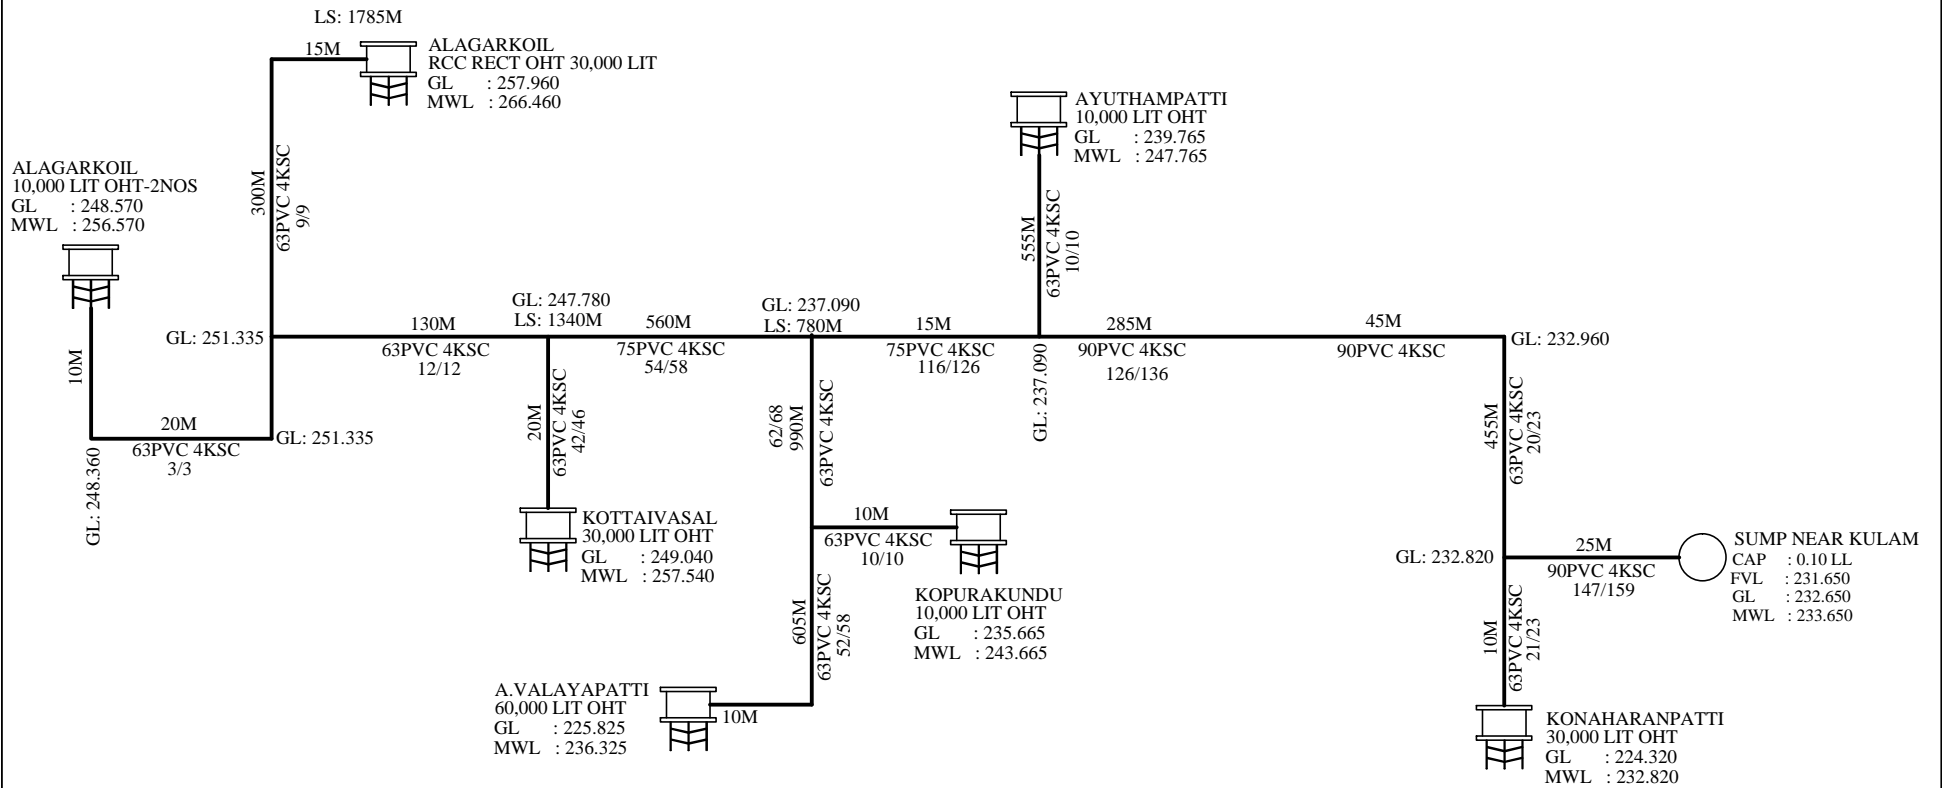 LS: 1785M
15M
ALAGARKOIL
RCC RECT OHT 30,000 LIT
GL : 257.960
MWL : 266.460
300M
63PVC 4KSC
9/9
ALAGARKOIL
10,000 LIT OHT-2NOS
GL : 248.570
MWL : 256.570
10M
20M
63PVC 4KSC
3/3
GL: 248.360
GL: 251.335
GL: 251.335
130M
63PVC 4KSC
12/12
GL: 247.780
LS: 1340M
20M
63PVC 4KSC
42/46
KOTTAIVASAL
30,000 LIT OHT
GL : 249.040
MWL : 257.540
560M
75PVC 4KSC
54/58
GL: 237.090
LS: 780M
62/68
990M
63PVC 4KSC
10M
63PVC 4KSC
10/10
KOPURAKUNDU
10,000 LIT OHT
GL : 235.665
MWL : 243.665
605M
63PVC 4KSC
52/58
A.VALAYAPATTI
60,000 LIT OHT
GL : 225.825
MWL : 236.325
10M
15M
75PVC 4KSC
116/126
AYUTHAMPATTI
10,000 LIT OHT
GL : 239.765
MWL : 247.765
555M
63PVC 4KSC
10/10
GL: 237.090
285M
90PVC 4KSC
126/136
45M
90PVC 4KSC
GL: 232.960
455M
63PVC 4KSC
20/23
GL: 232.820
25M
90PVC 4KSC
147/159
SUMP NEAR KULAM
CAP : 0.10 LL
FVL : 231.650
GL : 232.650
MWL : 233.650
10M
63PVC 4KSC
21/23
KONAHARANPATTI
30,000 LIT OHT
GL : 224.320
MWL : 232.820